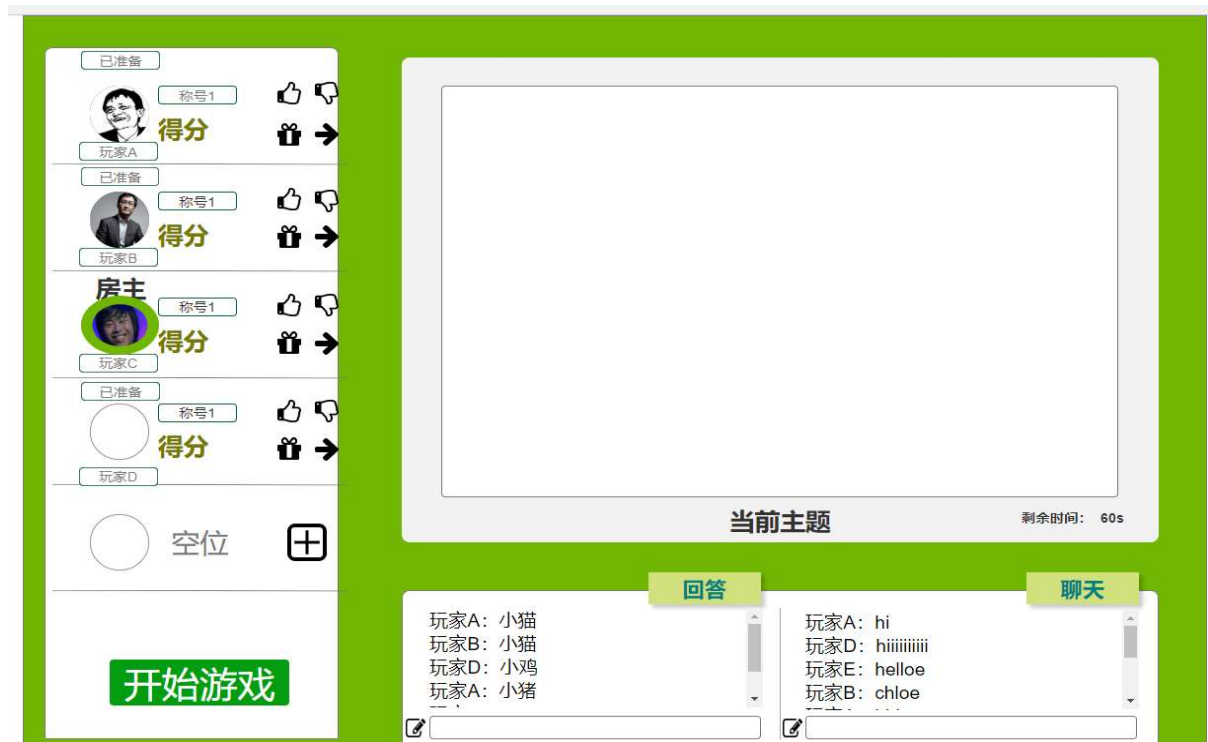 已准备
称号1
得分
玩家A
已准备
称号1
得分
玩家B
房主
称号1
得分
玩家C
已准备
称号1
得分
玩家D
空位
开始游戏
当前主题
剩余时间： 60s
回答
玩家A：小猫
玩家B：小猫
玩家D：小鸡
玩家A：小猪
聊天
玩家A：hi
玩家D：hiiiiiiiiii
玩家E：helloe
玩家B：chloe